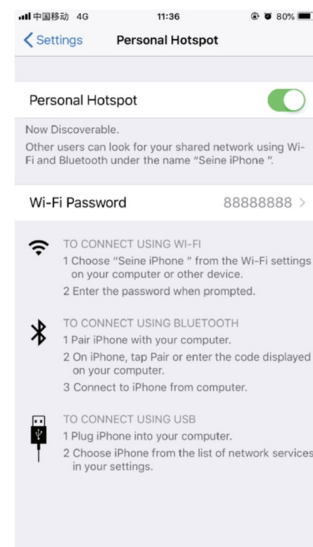 中国移动 4G 11:36 80%
Settings Personal Hotspot
Personal Hotspot
Now Discoverable.
Other users can look for your shared network using Wi-
Fi and Bluetooth under the name “Seine iPhone ”.
Wi-Fi Password 88888888
TO CONNECT USING WI-FI
1 Choose “Seine iPhone ” from the Wi-Fi settings
on your computer or other device.
2 Enter the password when prompted.
TO CONNECT USING BLUETOOTH
1 Pair iPhone with your computer.
2 On iPhone, tap Pair or enter the code displayed
on your computer.
3 Connect to iPhone from computer.
TO CONNECT USING USB
1 Plug iPhone into your computer.
2 Choose iPhone from the list of network services
in your settings.